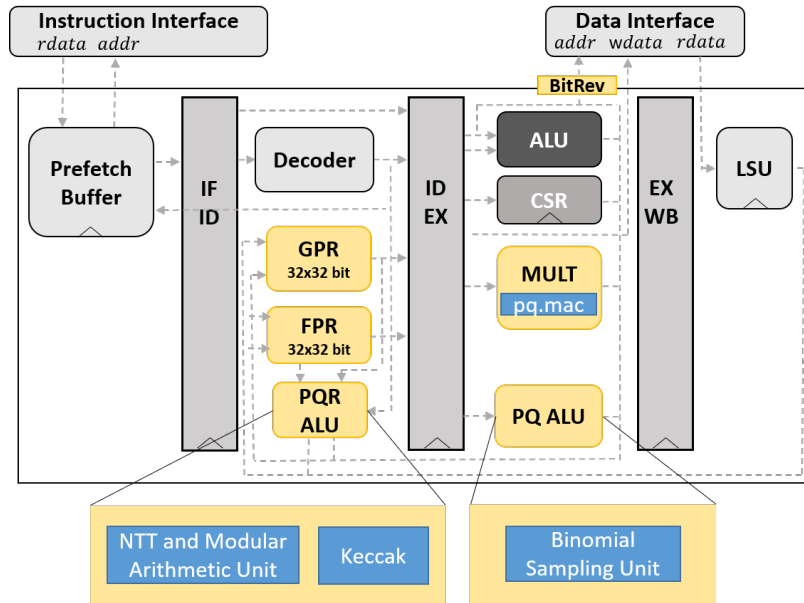 Instruction Interface
rdata addr
Data Interface
addr wdata rdata
BitRev
Prefetch
Buffer
IF
ID
Decoder
ID
EX
ALU
CSR
EX
WB
LSU
GPR
32x32 bit
MULT
pq.mac
FPR
32x32 bit
PQR
ALU
PQ ALU
NTT and Modular
Arithmetic Unit
Keccak
Binomial
Sampling Unit